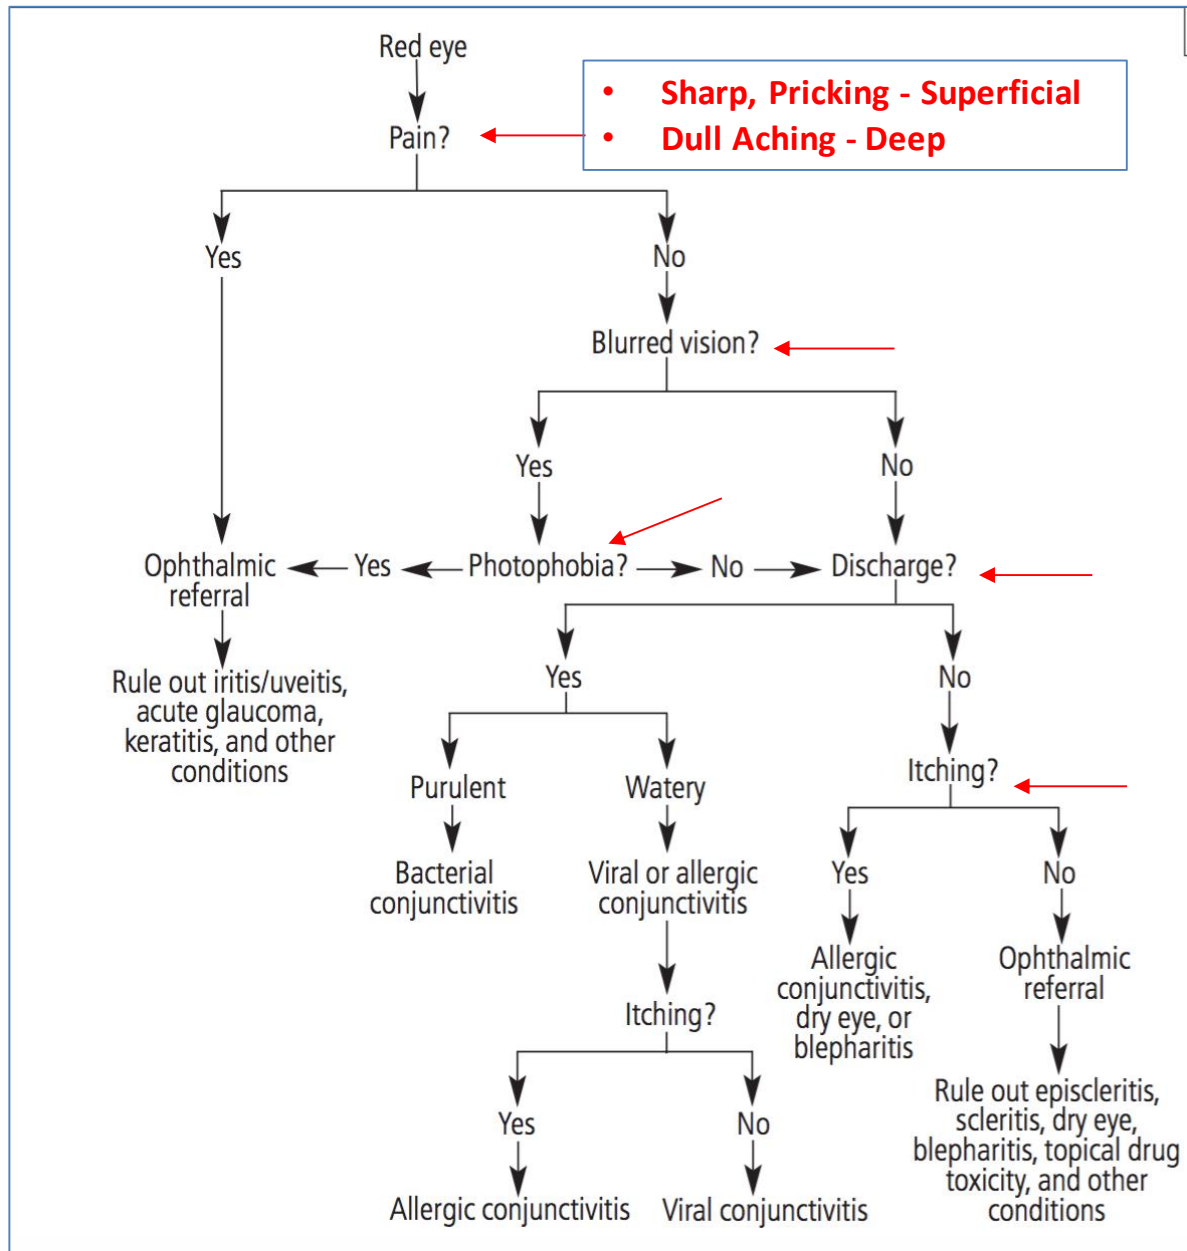 Red eye
• Sharp, Pricking - Superficial
• Dull Aching - Deep
Pain?
Yes
No
Blurred vision?
Yes
No
Ophthalmic
referral
Yes
Photophobia?
No
Discharge?
Rule out iritis/uveitis,
acute glaucoma,
keratitis, and other
conditions
Yes
No
Purulent
Watery
Itching?
Bacterial
conjunctivitis
Viral or allergic
conjunctivitis
Yes
No
Allergic
conjunctivitis,
dry eye, or
blepharitis
Ophthalmic
referral
Itching?
Rule out episcleritis,
scleritis, dry eye,
blepharitis, topical drug
toxicity, and other
conditions
Yes
No
Allergic conjunctivitis
Viral conjunctivitis